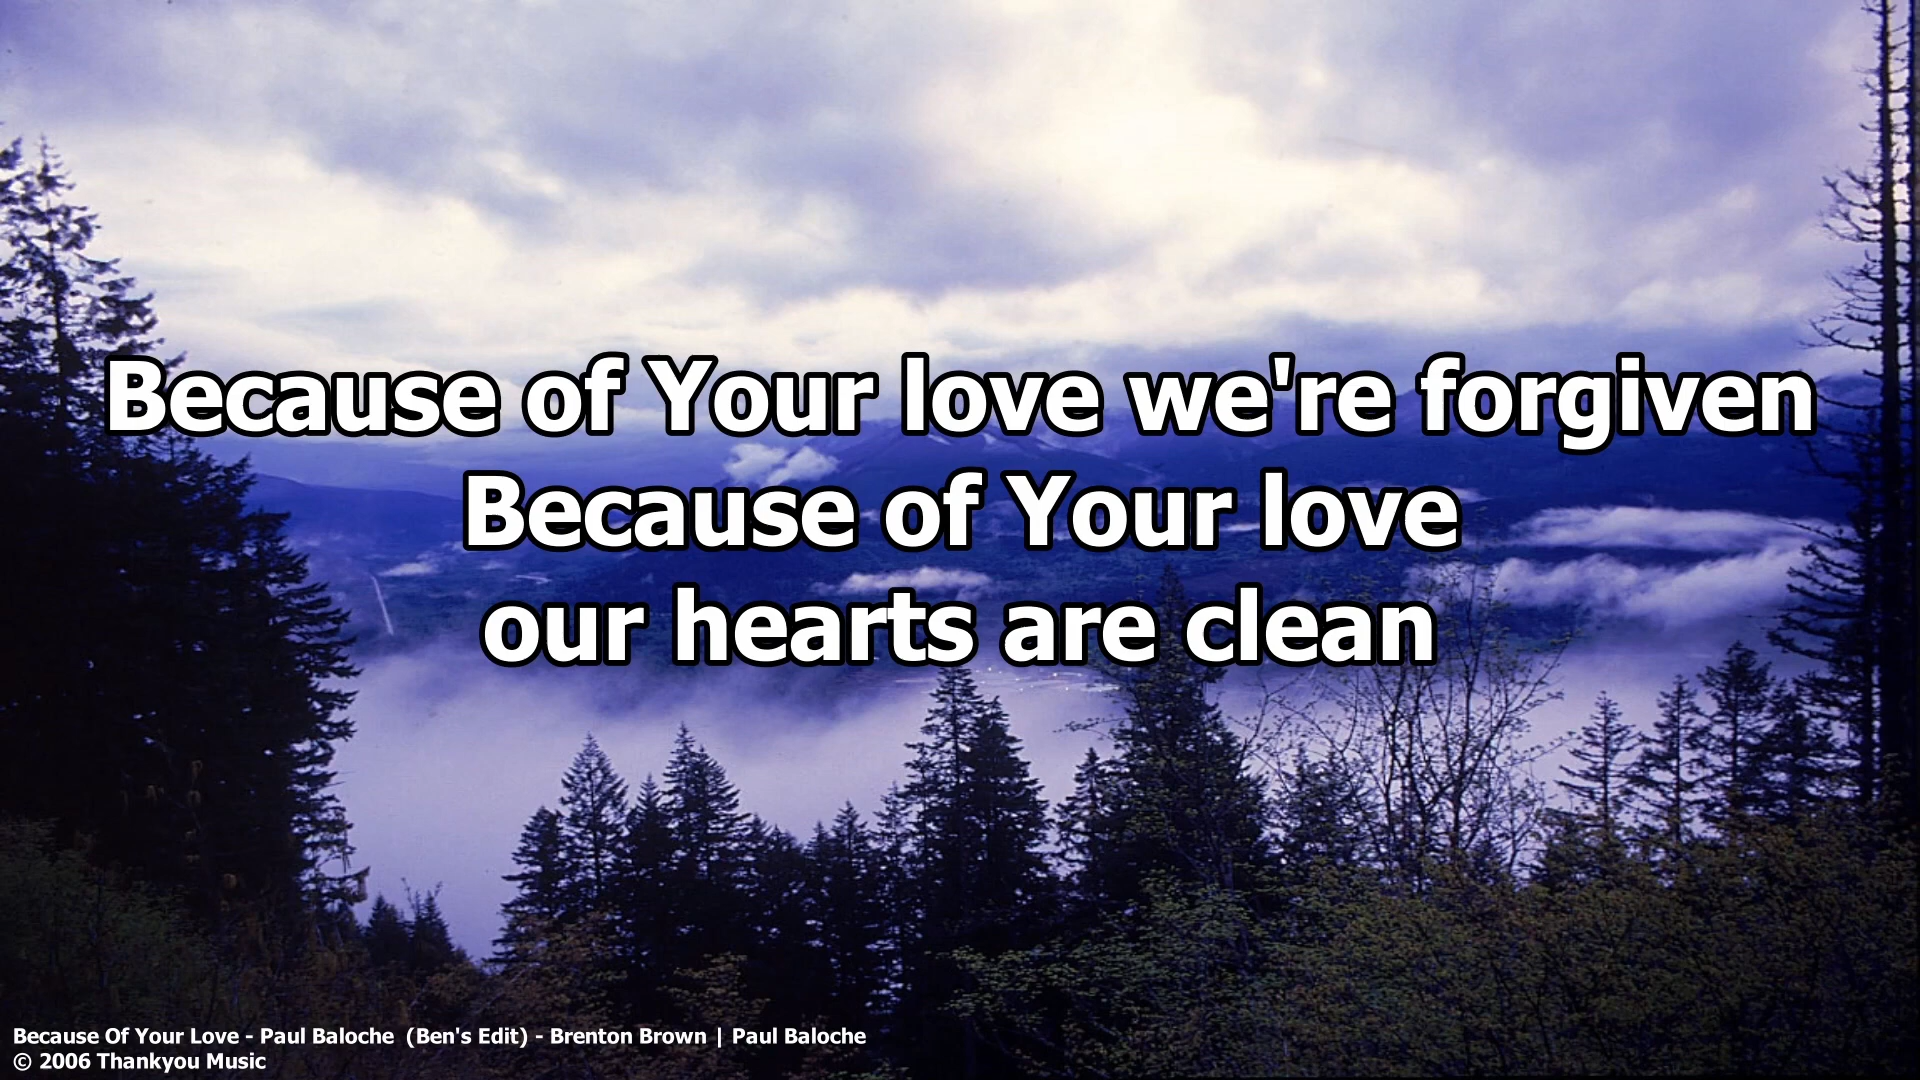 Because of Your love we're forgiven
Because of Your love
our hearts are clean
Because Of Your Love - Paul Baloche  (Ben's Edit) - Brenton Brown | Paul Baloche
© 2006 Thankyou Music